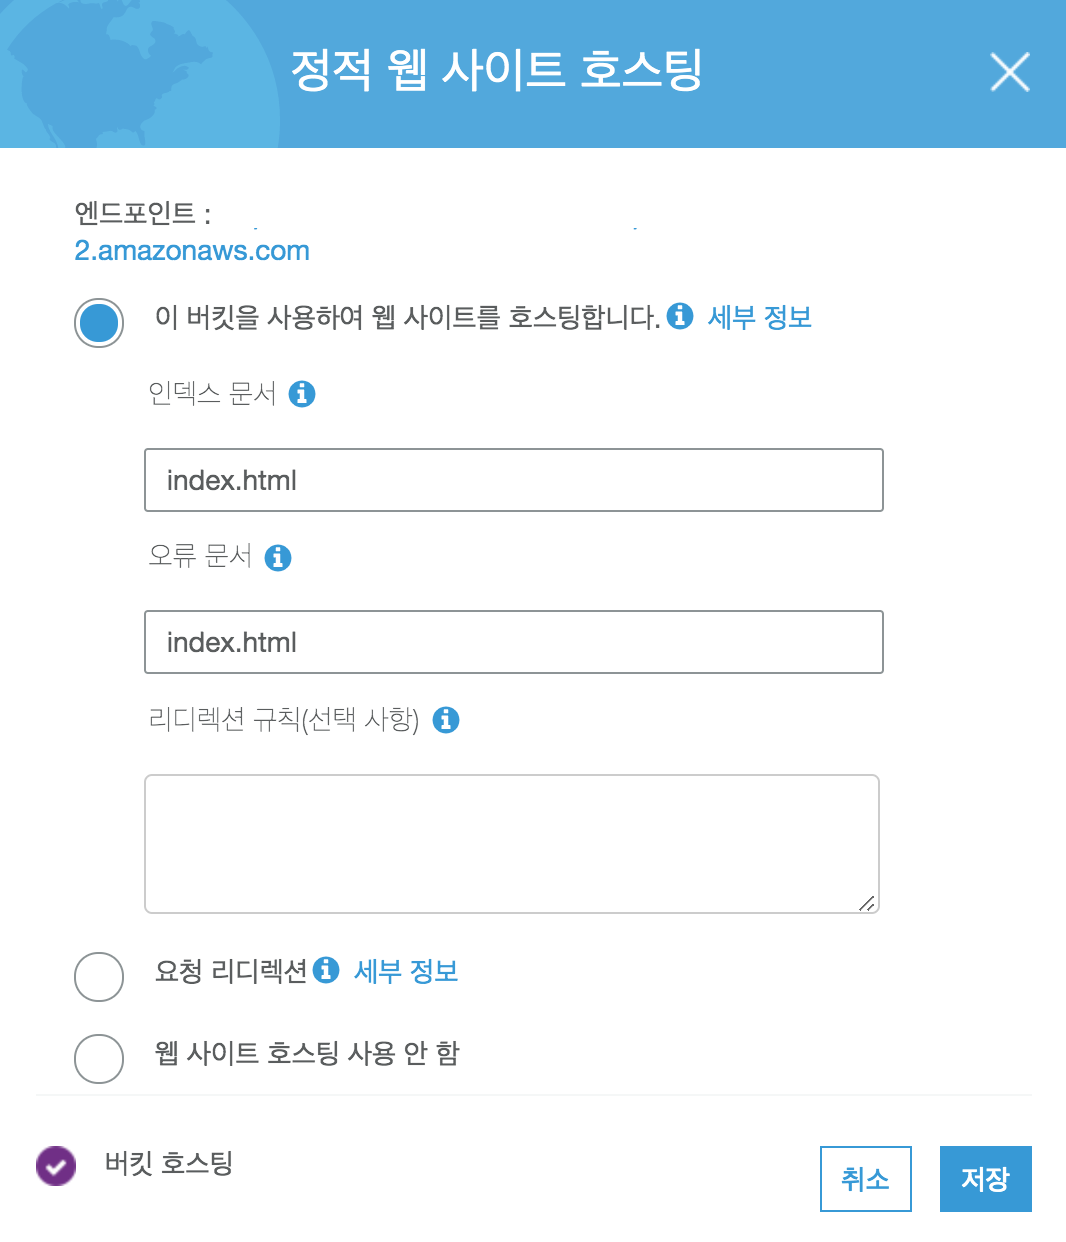 정적 웹 사이트 호스팅
엔드포인트 :
2.amazonaws.com
이 버킷을 사용하여 웹 사이트를 호스팅합니다. 세부 정보
인덱스 문서
index.html
오류 문서
index.html
리디렉션 규칙(선택 사항)
요청 리디렉션 세부 정보
웹 사이트 호스팅 사용 안 함
버킷 호스팅
취소 저장